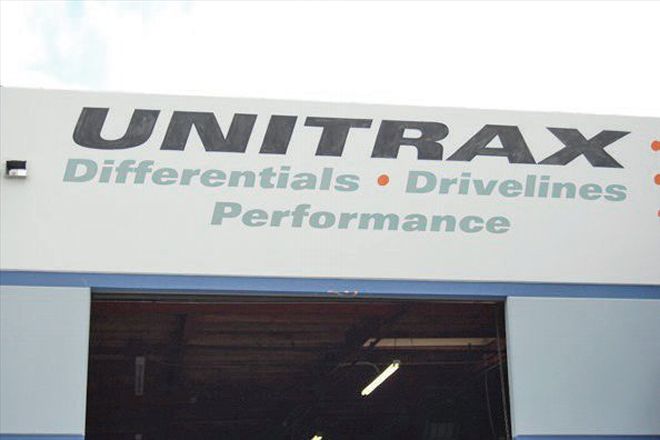 UNITRAX
Differentials • Drivelines
Performance